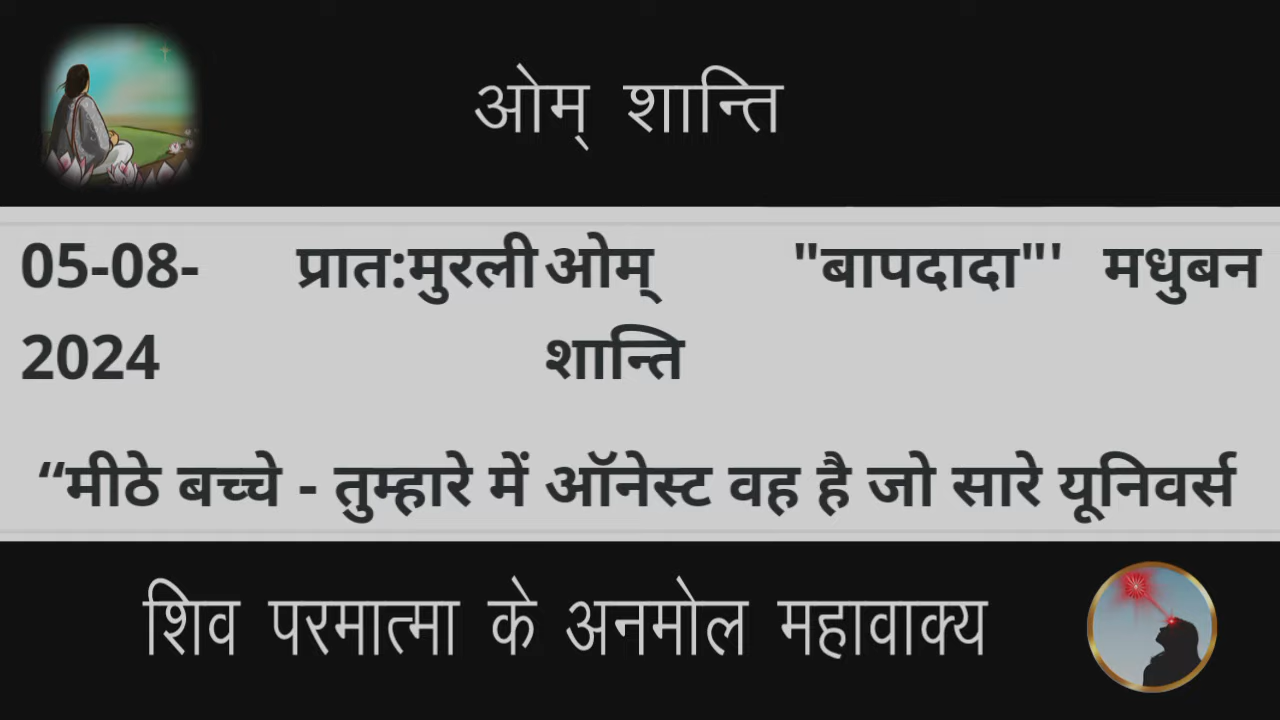 ओम् शान्ति
05-08- प्रात:मुरली ओम् "बापदादा"' मधुबन
2024 शान्ति
“मीठे बच्चे - तुम्हारे में ऑनेस्ट वह है जो सारे यूनिवर्स
शिव परमात्मा के अनमोल महावाक्य